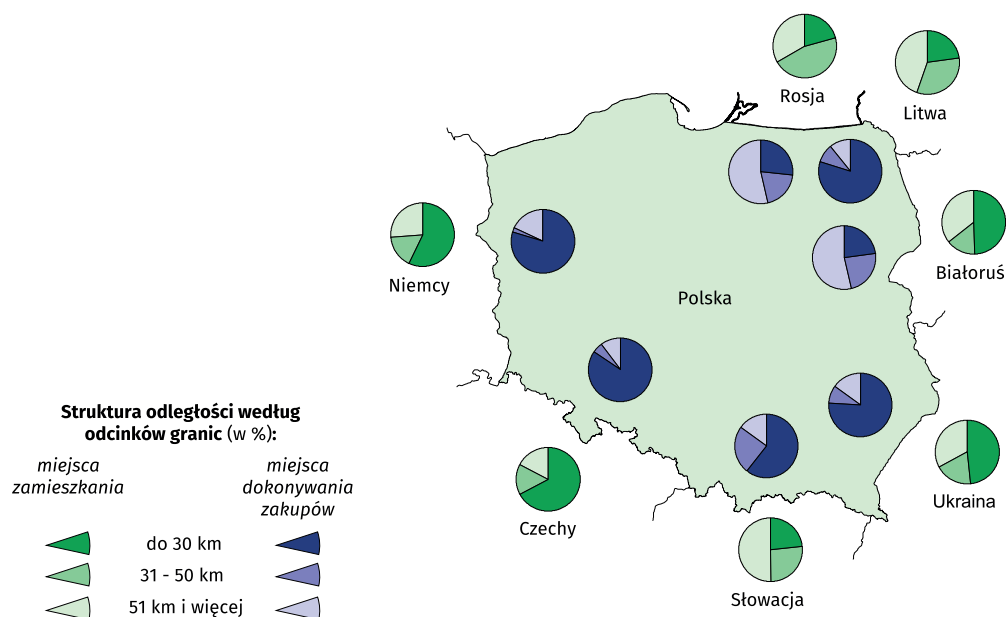 Rosja
Litwa
Białoruś
Niemcy
Polska
Struktura odległości według
odcinków granic (w %):
miejsca
zamieszkania
miejsca
dokonywania
zakupów
do 30 km
31 - 50 km
51 km i więcej
Czechy
Słowacja
Ukraina